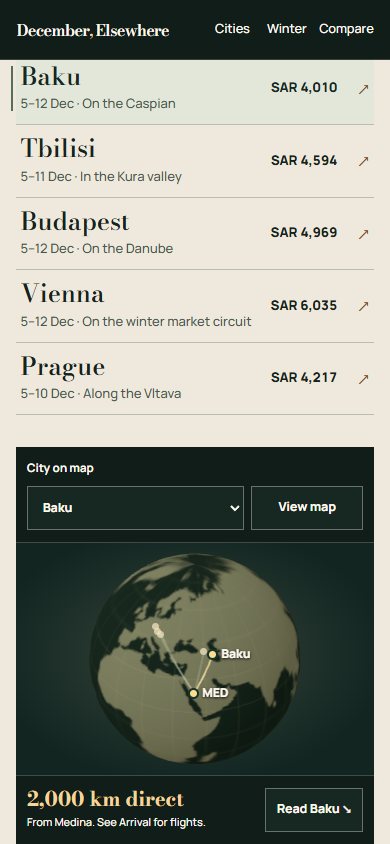 December, Elsewhere
Cities Winter Compare
Baku
SAR 4,010 ↗
5–12 Dec · On the Caspian
Tbilisi
SAR 4,594 ↗
5–11 Dec · In the Kura valley
Budapest
SAR 4,969 ↗
5–12 Dec · On the Danube
Vienna
SAR 6,035 ↗
5–12 Dec · On the winter market circuit
Prague
SAR 4,217 ↗
5–10 Dec · Along the Vltava
City on map
Baku
View map
Baku
MED
2,000 km direct
From Medina. See Arrival for flights.
Read Baku ↘